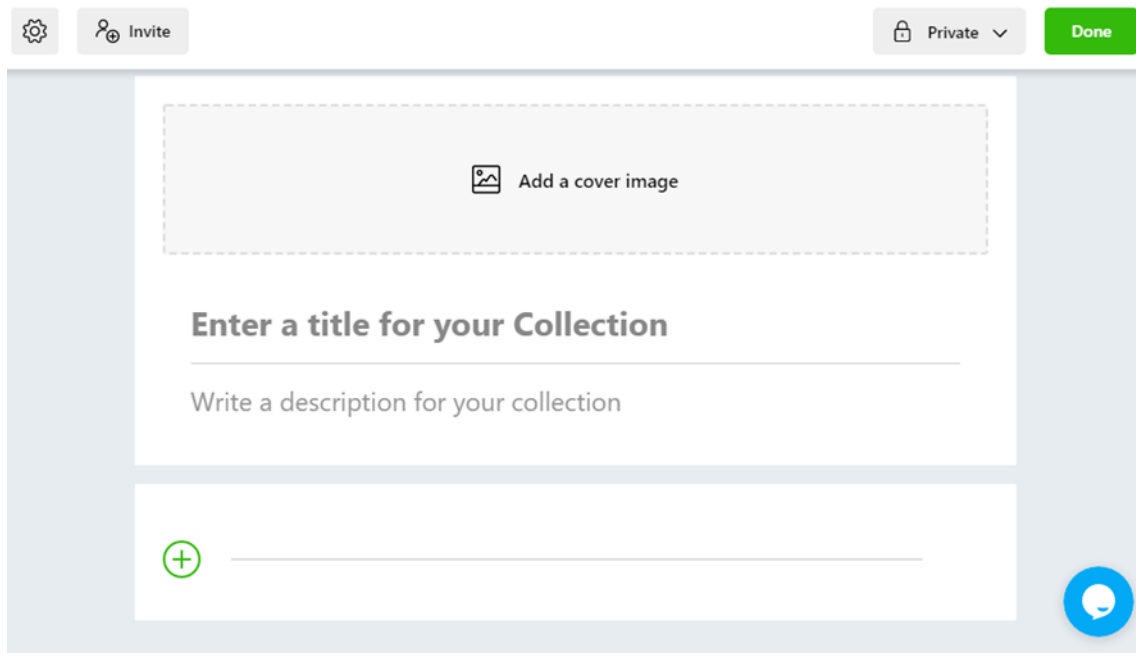 Invite
Private
Done
Add a cover image
Enter a title for your Collection
Write a description for your collection